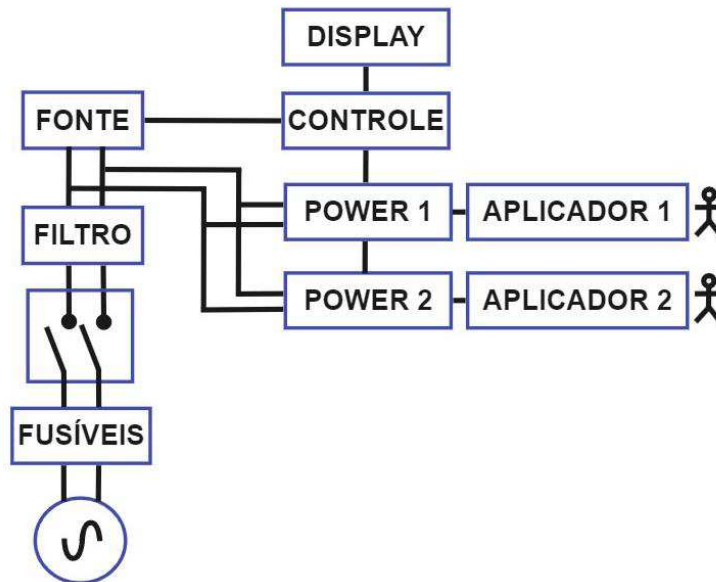 DISPLAY
FONTE
CONTROLE
POWER 1
APLICADOR 1
FILTRO
POWER 2
APLICADOR 2
FUSÍVEIS